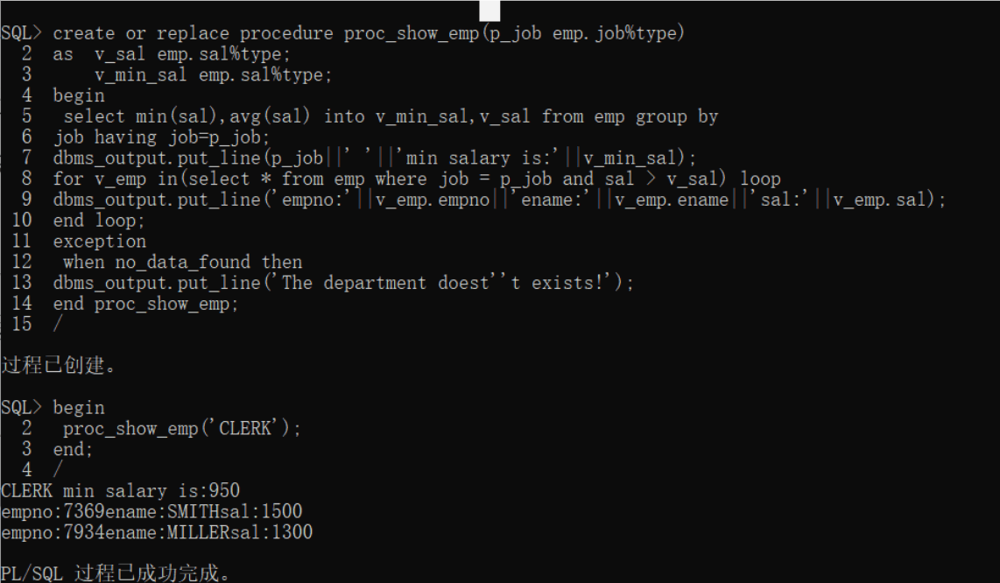 SQL> create or replace procedure proc_show_emp(p_job emp.job%type)
  2  as  v_sal emp.sal%type;
  3      v_min_sal emp.sal%type;
  4  begin
  5   select min(sal),avg(sal) into v_min_sal,v_sal from emp group by
  6  job having job=p_job;
  7  dbms_output.put_line(p_job||' '||'min salary is:'||v_min_sal);
  8  for v_emp in(select * from emp where job = p_job and sal > v_sal) loop
  9  dbms_output.put_line('empno:'||v_emp.empno||'ename:'||v_emp.ename||'sal:'||v_emp.sal);
 10  end loop;
 11  exception
 12   when no_data_found then
 13  dbms_output.put_line('The department doest''t exists!');
 14  end proc_show_emp;
 15  /
过程已创建。
SQL> begin
  2   proc_show_emp('CLERK');
  3  end;
  4  /
CLERK min salary is:950
empno:7369ename:SMITHsal:1500
empno:7934ename:MILLERsal:1300
PL/SQL 过程已成功完成。